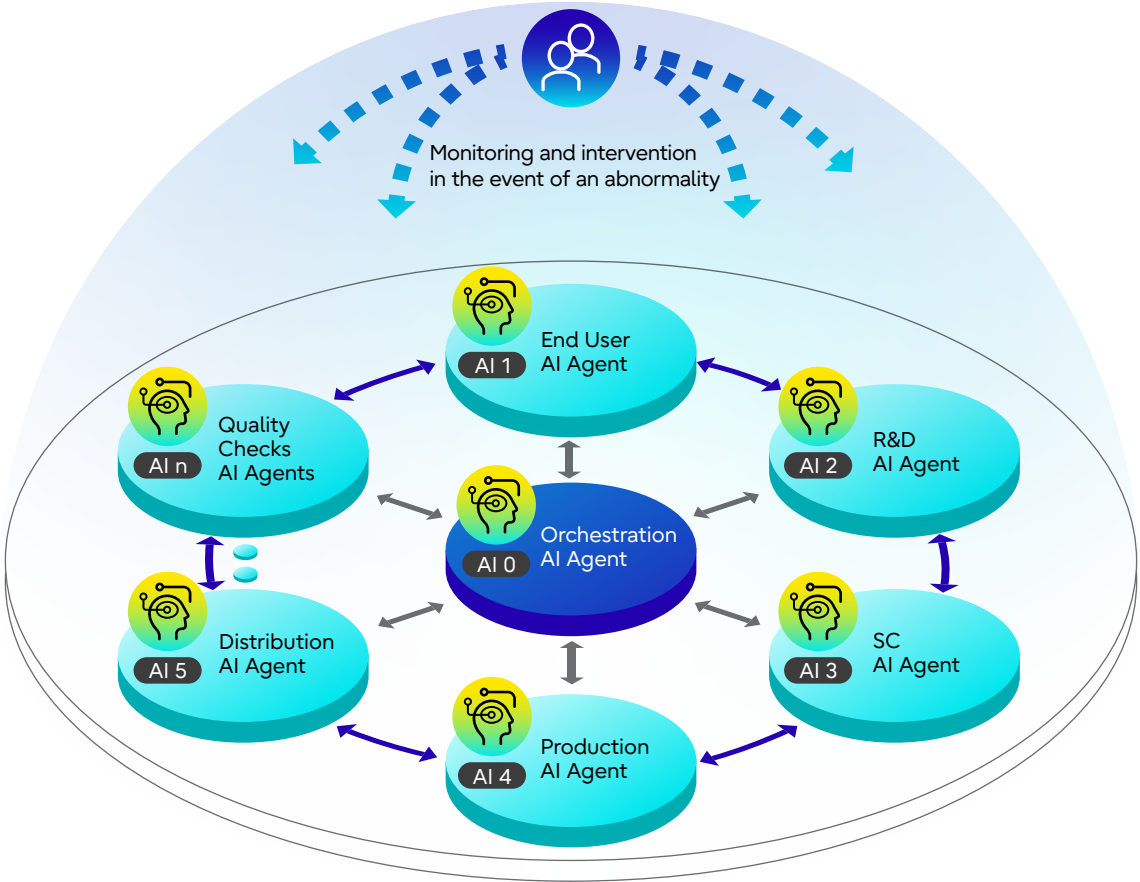 Monitoring and intervention
in the event of an abnormality
AI 1
End User
AI Agent
AI n
Quality
Checks
AI Agents
AI 2
R&D
AI Agent
AI 0
Orchestration
AI Agent
AI 5
Distribution
AI Agent
AI 3
SC
AI Agent
AI 4
Production
AI Agent